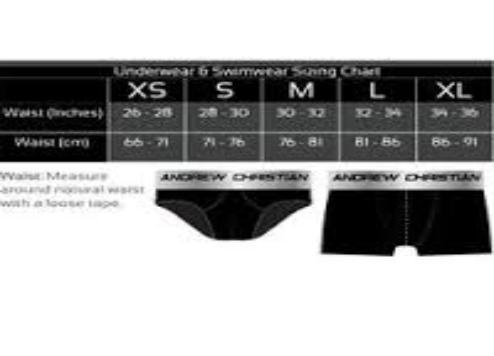 Underwear & Swimwear Sizing Chart
XS S M L XL
Waist (Inches) 26 - 28 28 - 30 30 - 32 32 - 34 34 - 36
Waist (cm) 66 - 71 71 - 76 76 - 81 81 - 86 86 - 91
Waist: Measure
around natural waist
with a loose tape.
ANDREW CHRISTIAN ANDREW CHRISTIAN